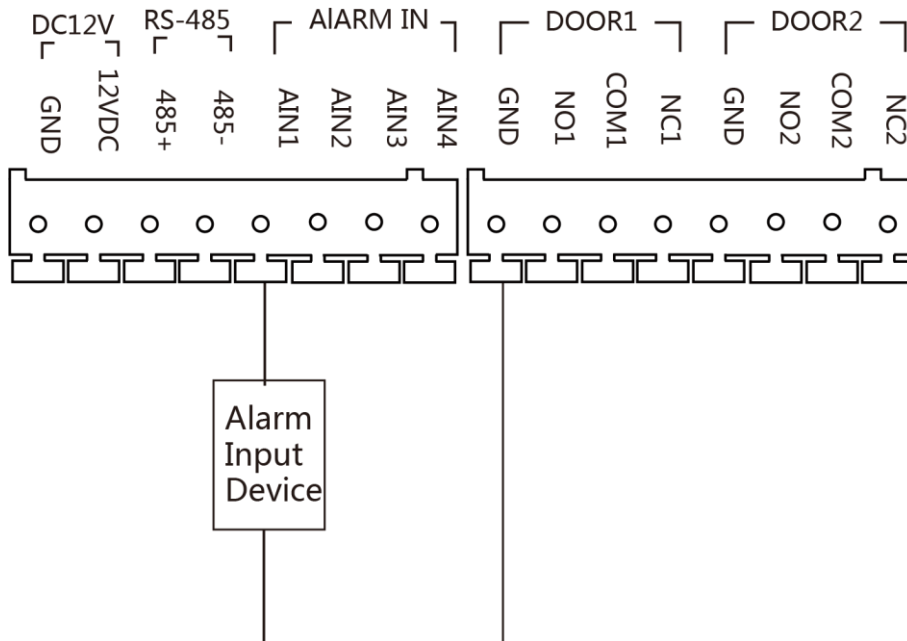 DC12V RS-485 AlARM IN DOOR1 DOOR2
GND 12VDC 485+ 485- AIN1 AIN2 AIN3 AIN4 GND NO1 COM1 NC1 GND NO2 COM2 NC2
Alarm
Input
Device